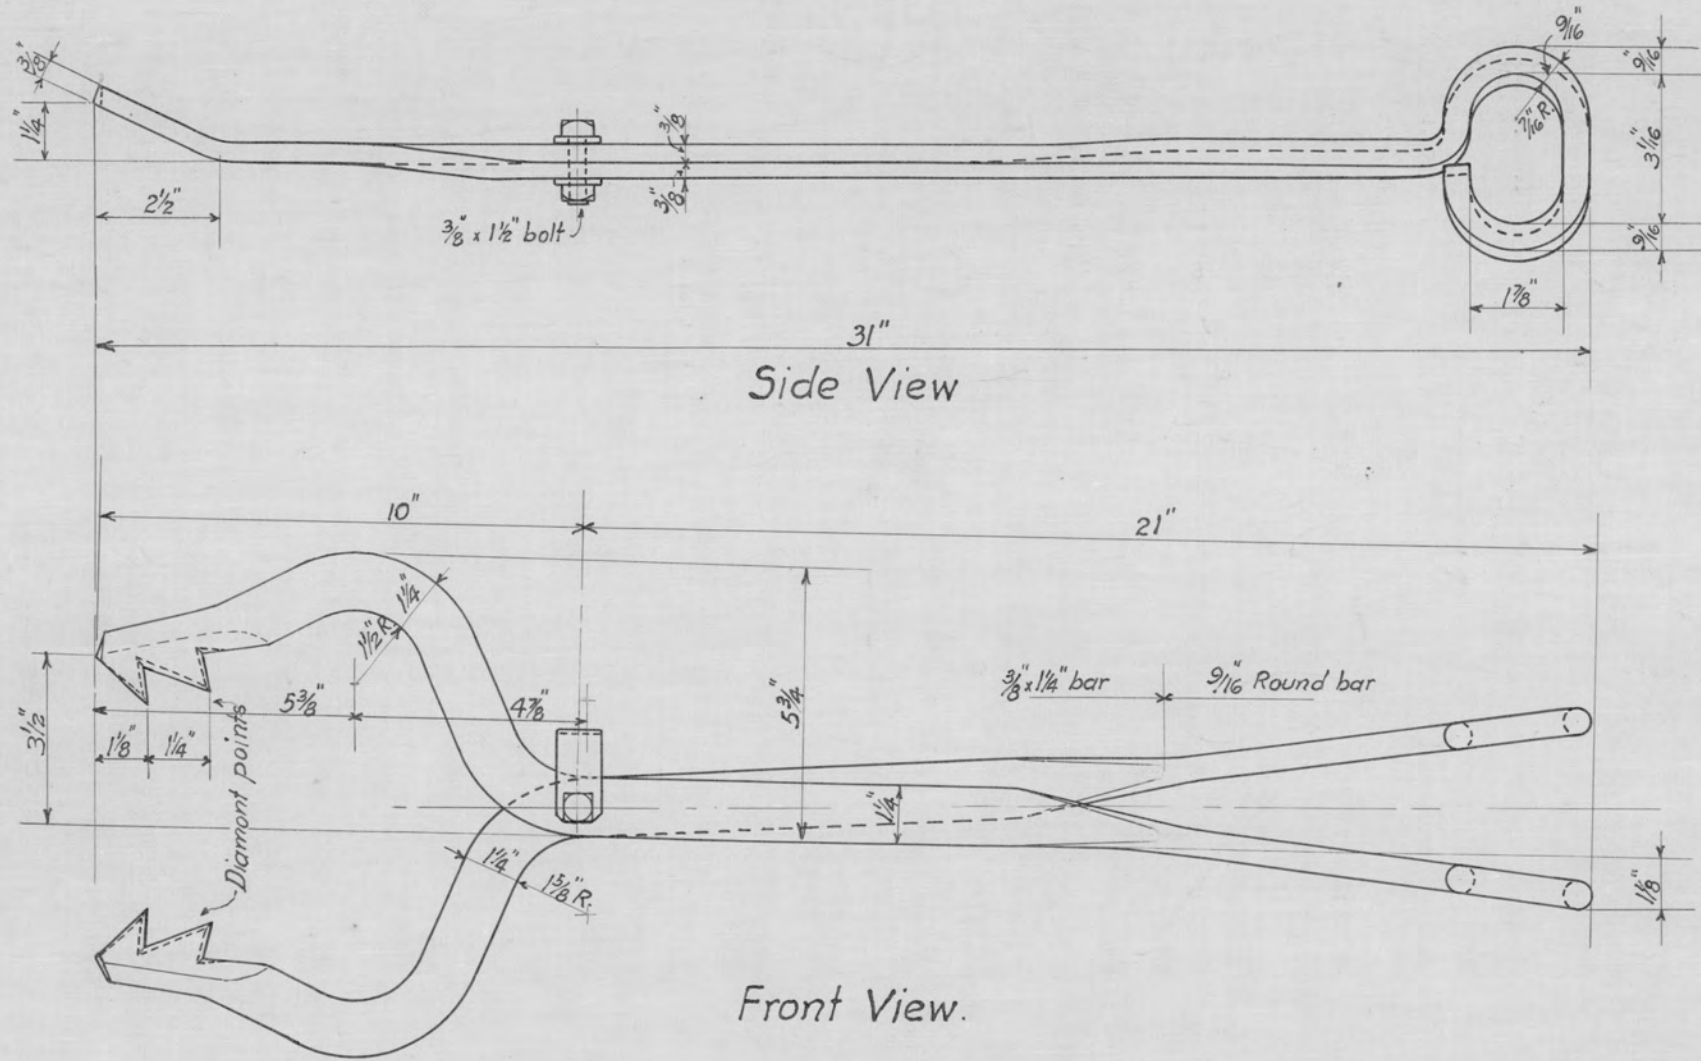 3/8"
1 1/4"
2 1/2"
3/8 x 1 1/2" bolt
3/8"
3/8"
9/16"
7/16 R.
9/16"
3 1/16"
9/16"
1 7/8"
31"
Side View
10"
21"
1 1/4"
1 1/2 R.
5 3/8"
4 7/8"
5 3/4"
3/8" x 1 1/4" bar
9/16" Round bar
3 1/2"
1 1/8"
1 1/4"
Diamont points
1 1/4"
1 1/4"
1 5/8" R.
1 1/8"
Front View.